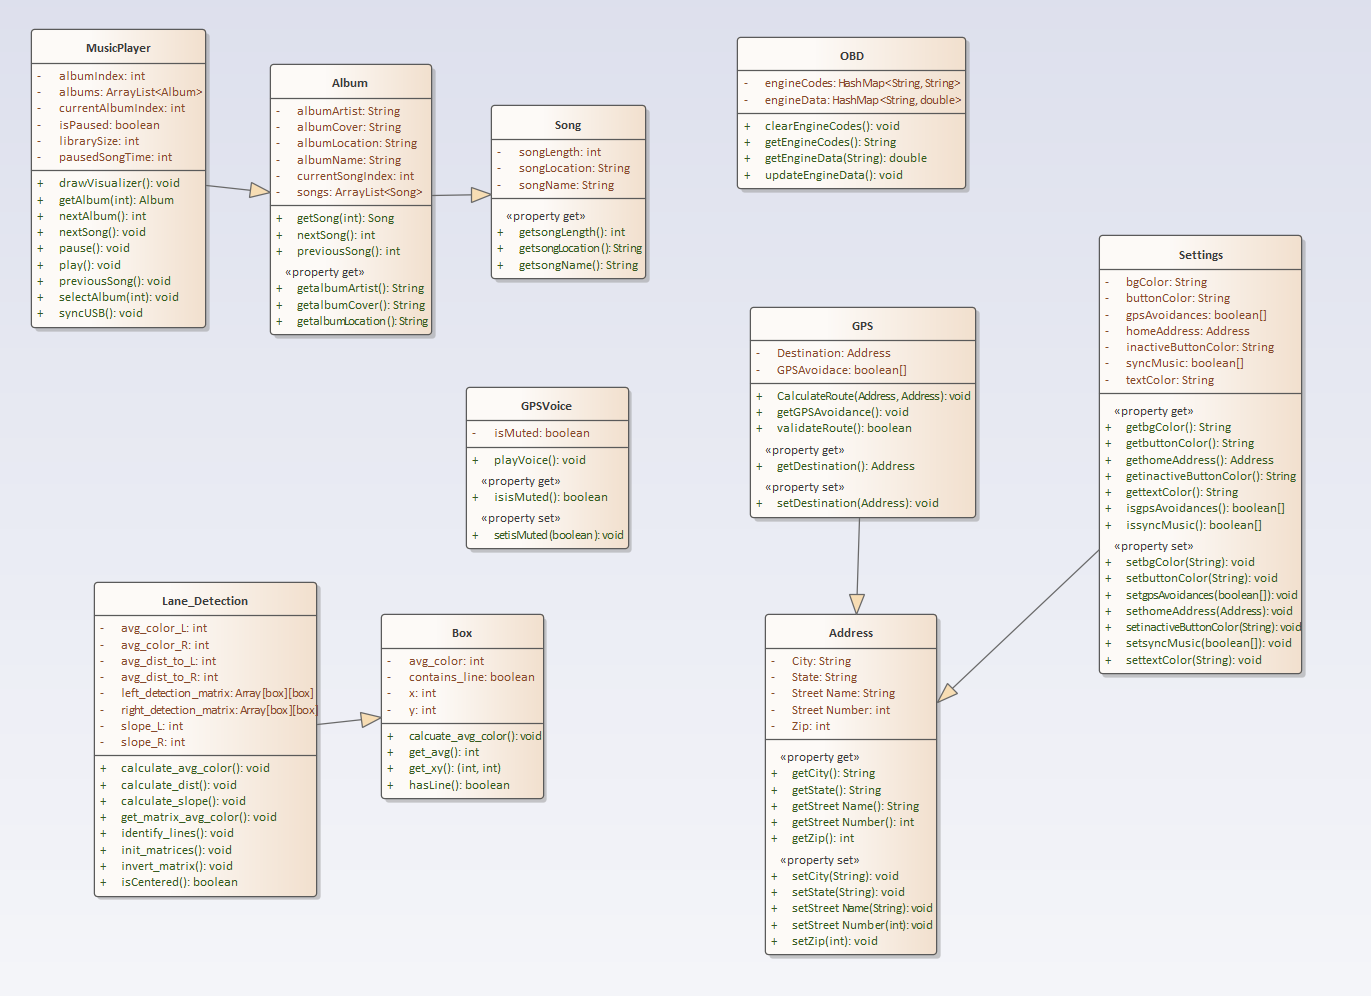 MusicPlayer
- albumIndex: int
- albums: ArrayList<Album>
- currentAlbumIndex: int
- isPaused: boolean
- librarySize: int
- pausedSongTime: int
+ drawVisualizer(): void
+ getAlbum(int): Album
+ nextAlbum(): int
+ nextSong(): void
+ pause(): void
+ play(): void
+ previousSong(): void
+ selectAlbum(int): void
+ syncUSB(): void
Album
- albumArtist: String
- albumCover: String
- albumLocation: String
- albumName: String
- currentSongIndex: int
- songs: ArrayList<Song>
+ getSong(int): Song
+ nextSong(): int
+ previousSong(): int
«property get»
+ getalbumArtist(): String
+ getalbumCover(): String
+ getalbumLocation(): String
Song
- songLength: int
- songLocation: String
- songName: String
«property get»
+ getsongLength(): int
+ getsongLocation(): String
+ getsongName(): String
OBD
- engineCodes: HashMap<String, String>
- engineData: HashMap<String, double>
+ clearEngineCodes(): void
+ getEngineCodes(): String
+ getEngineData(String): double
+ updateEngineData(): void
Settings
- bgColor: String
- buttonColor: String
- gpsAvoidances: boolean[]
- homeAddress: Address
- inactiveButtonColor: String
- syncMusic: boolean[]
- textColor: String
«property get»
+ getbgColor(): String
+ getbuttonColor(): String
+ gethomeAddress(): Address
+ getinactiveButtonColor(): String
+ gettextColor(): String
+ isgpsAvoidances(): boolean[]
+ issyncMusic(): boolean[]
«property set»
+ setbgColor(String): void
+ setbuttonColor(String): void
+ setgpsAvoidances(boolean[]): void
+ sethomeAddress(Address): void
+ setinactiveButtonColor(String): void
+ setsyncMusic(boolean[]): void
+ settextColor(String): void
GPS
- Destination: Address
- GPSAvoidace: boolean[]
+ CalculateRoute(Address, Address): void
+ getGPSAvoidance(): void
+ validateRoute(): boolean
«property get»
+ getDestination(): Address
«property set»
+ setDestination(Address): void
GPSVoice
- isMuted: boolean
+ playVoice(): void
«property get»
+ isisMuted(): boolean
«property set»
+ setisMuted(boolean): void
Lane_Detection
- avg_color_L: int
- avg_color_R: int
- avg_dist_to_L: int
- avg_dist_to_R: int
- left_detection_matrix: Array[box][box]
- right_detection_matrix: Array[box][box]
- slope_L: int
- slope_R: int
+ calculate_avg_color(): void
+ calculate_dist(): void
+ calculate_slope(): void
+ get_matrix_avg_color(): void
+ identify_lines(): void
+ init_matrices(): void
+ invert_matrix(): void
+ isCentered(): boolean
Box
- avg_color: int
- contains_line: boolean
- x: int
- y: int
+ calcuate_avg_color(): void
+ get_avg(): int
+ get_xy(): (int, int)
+ hasLine(): boolean
Address
- City: String
- State: String
- Street Name: String
- Street Number: int
- Zip: int
«property get»
+ getCity(): String
+ getState(): String
+ getStreet Name(): String
+ getStreet Number(): int
+ getZip(): int
«property set»
+ setCity(String): void
+ setState(String): void
+ setStreet Name(String): void
+ setStreet Number(int): void
+ setZip(int): void